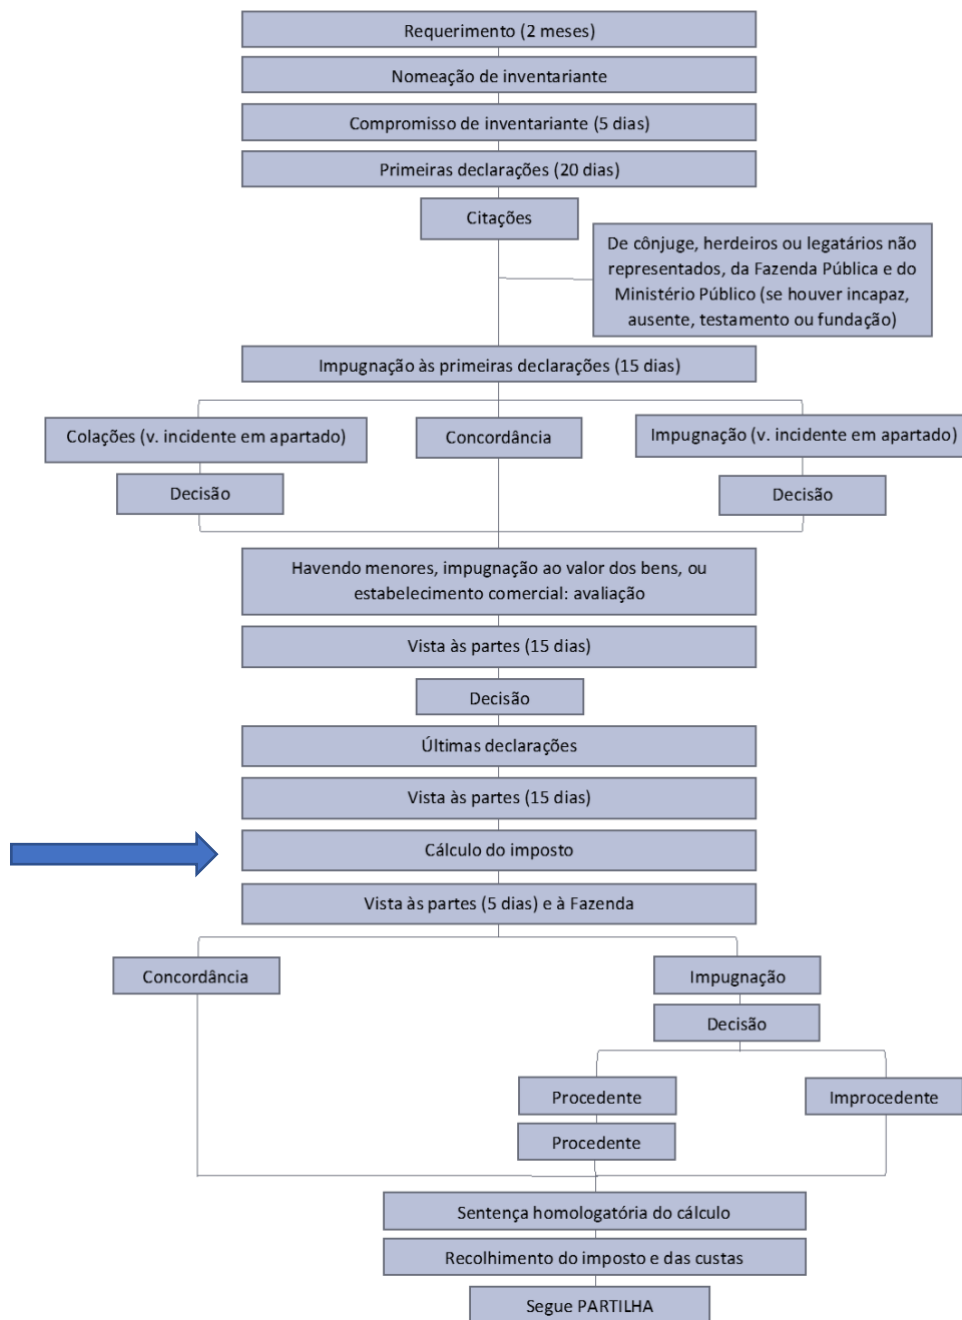 Requerimento (2 meses)
Nomeação de inventariante
Compromisso de inventariante (5 dias)
Primeiras declarações (20 dias)
Citações
De cônjuge, herdeiros ou legatários não
representados, da Fazenda Pública e do
Ministério Público (se houver incapaz,
ausente, testamento ou fundação)
Impugnação às primeiras declarações (15 dias)
Colações (v. incidente em apartado)
Concordância
Impugnação (v. incidente em apartado)
Decisão
Decisão
Havendo menores, impugnação ao valor dos bens, ou
estabelecimento comercial: avaliação
Vista às partes (15 dias)
Decisão
Últimas declarações
Vista às partes (15 dias)
Cálculo do imposto
Vista às partes (5 dias) e à Fazenda
Concordância
Impugnação
Decisão
Procedente
Improcedente
Procedente
Sentença homologatória do cálculo
Recolhimento do imposto e das custas
Segue PARTILHA